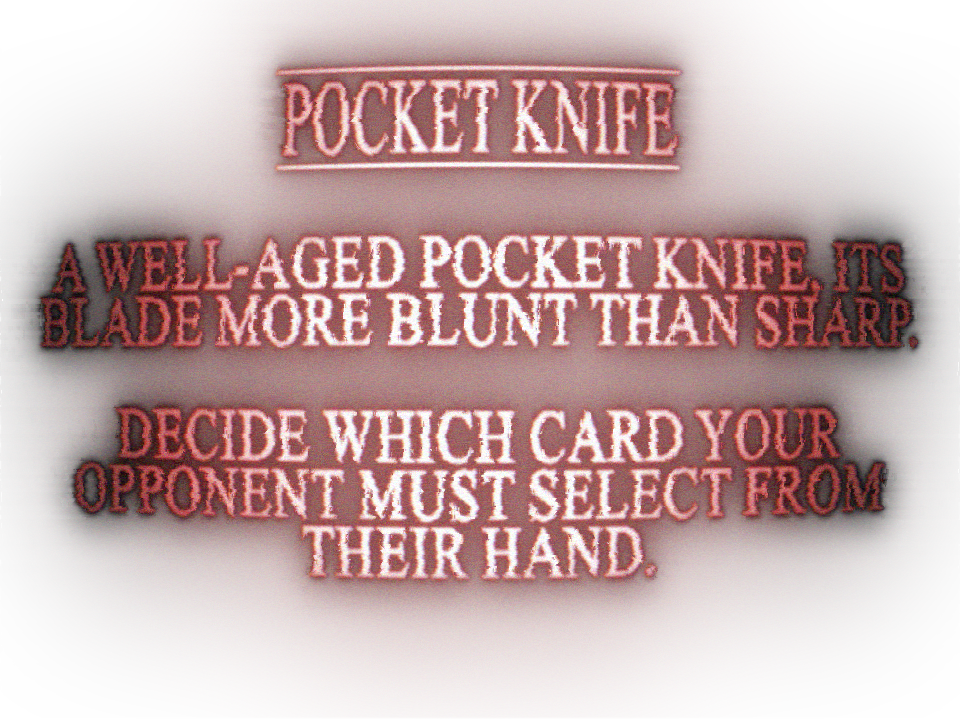 POCKET KNIFE
A WELL-AGED POCKET KNIFE, ITS
BLADE MORE BLUNT THAN SHARP.
DECIDE WHICH CARD YOUR
OPPONENT MUST SELECT FROM
THEIR HAND.